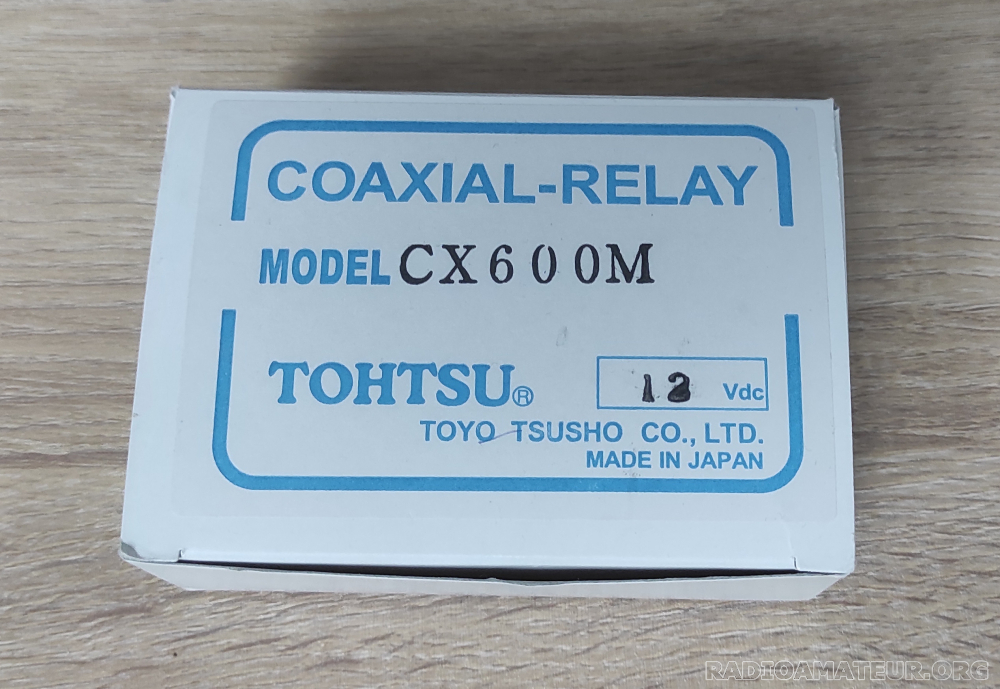 COAXIAL-RELAY
MODEL CX600M
TOHTSU® 12 Vdc
TOYO TSUSHO CO., LTD.
MADE IN JAPAN
RADIOAMATEUR.ORG